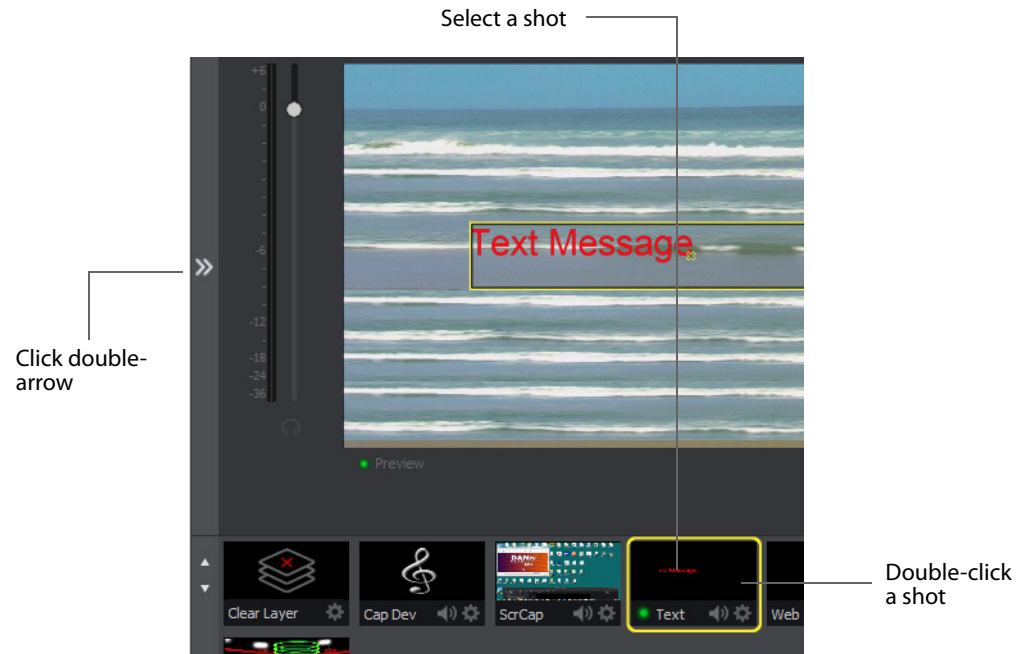 Select a shot
+6
0
-6
-12
-18
-24
-36
Text Message
Click double-
arrow
Preview
Clear Layer
Cap Dev
ScrCap
Text
Web
Double-click
a shot